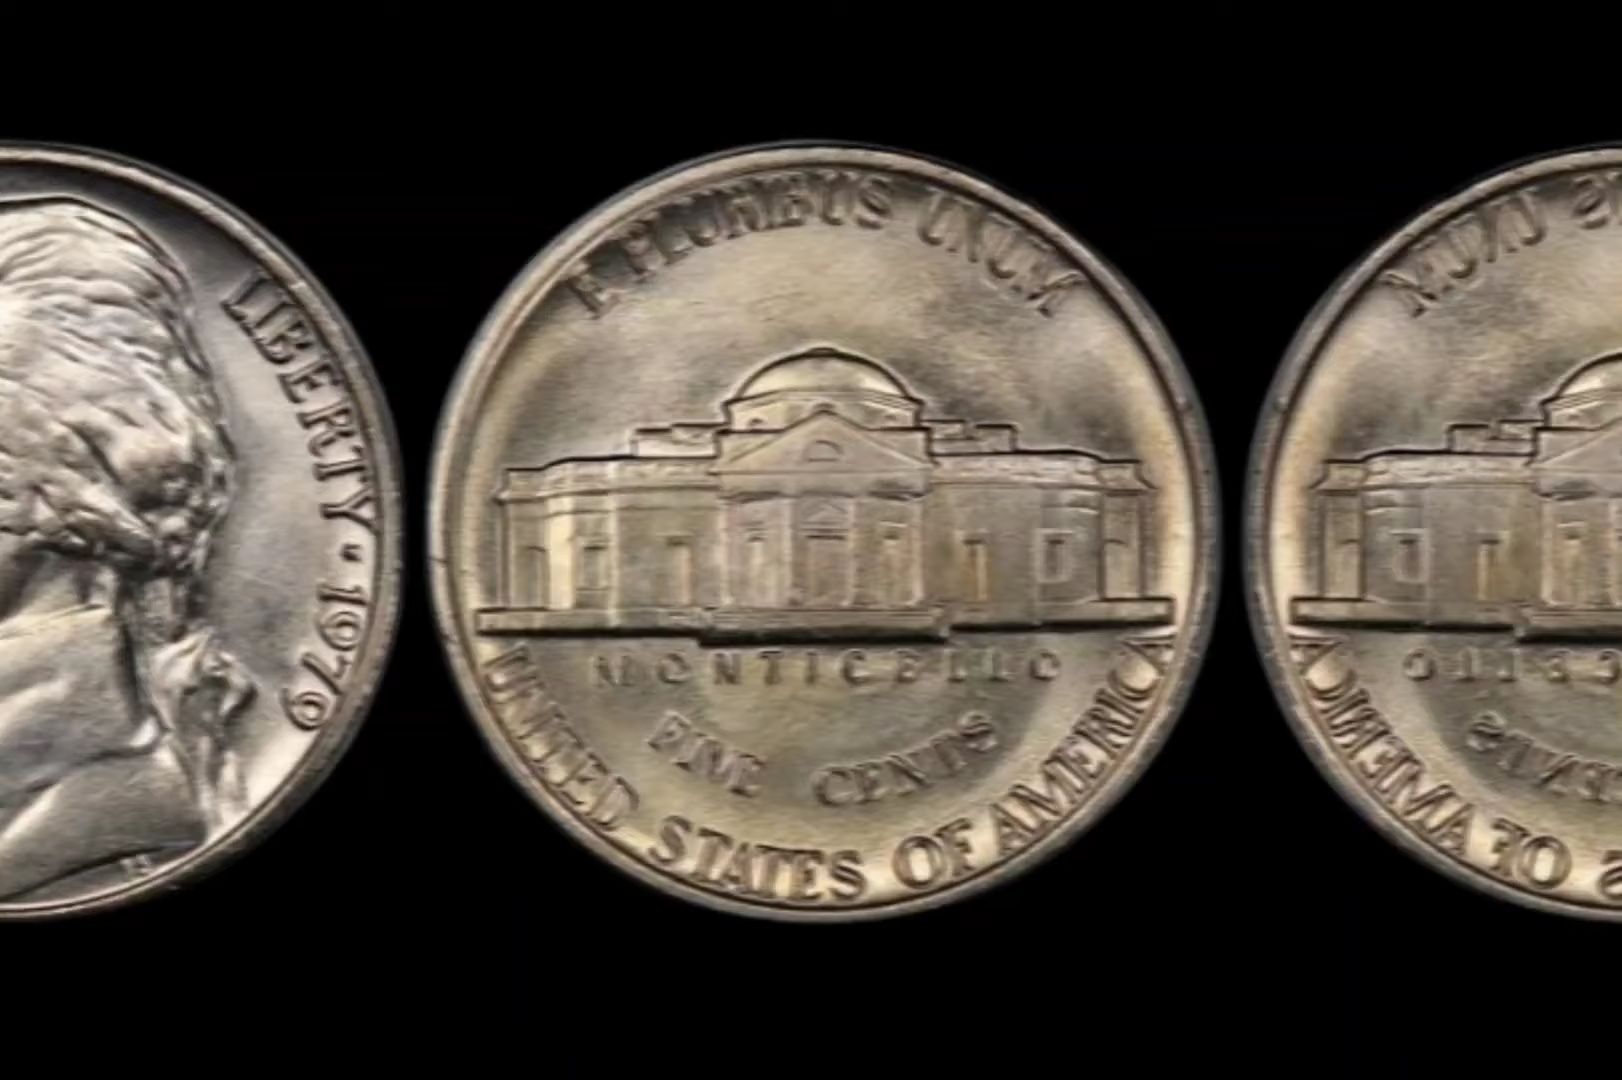 LIBERTY · 1979
E PLURIBUS UNUM
MONTICELLO
FIVE CENTS
UNITED STATES OF AMERICA